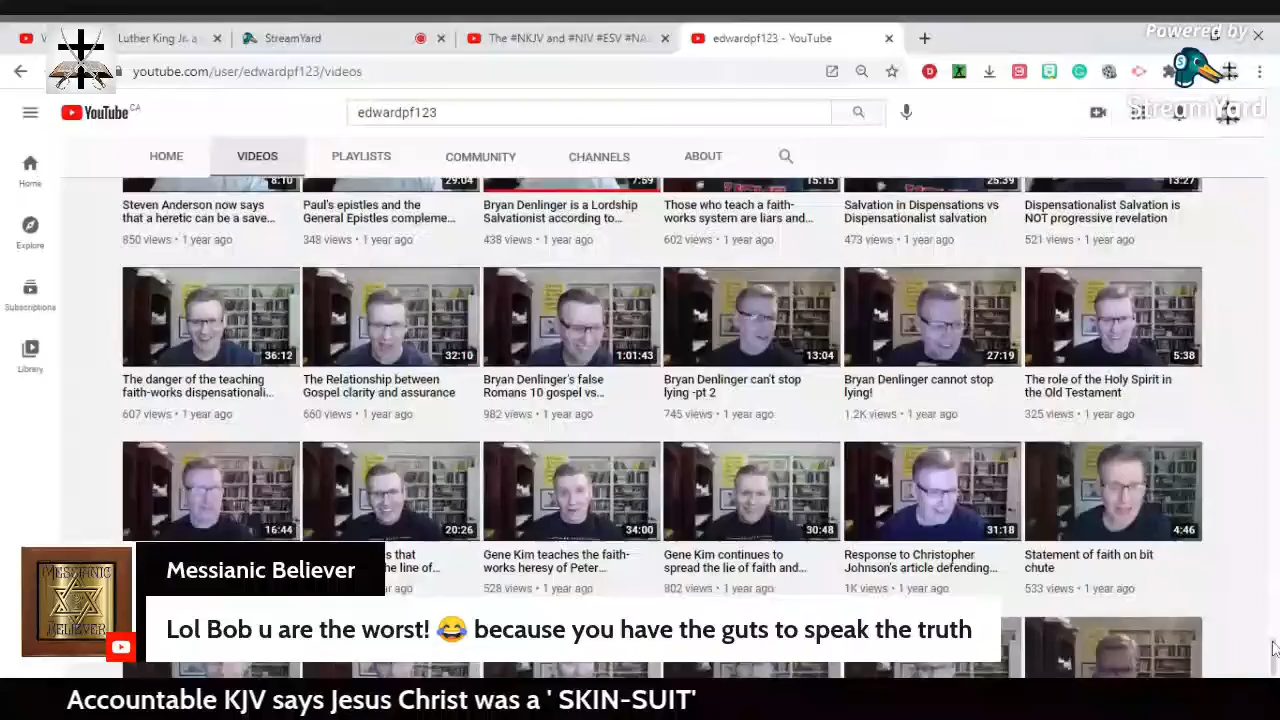 Luther King Jr. a
StreamYard
The #NKJV and #NIV #ESV #NA
edwardpf123 - YouTube
Powered by
youtube.com/user/edwardpf123/videos
YouTube CA
edwardpf123
StreamYard
HOME
VIDEOS
PLAYLISTS
COMMUNITY
CHANNELS
ABOUT
Home
Explore
Subscriptions
Library
8:10
29:04
7:59
15:15
25:39
13:27
Steven Anderson now says
that a heretic can be a save...
850 views • 1 year ago
Paul's epistles and the
General Epistles compleme...
348 views • 1 year ago
Bryan Denlinger is a Lordship
Salvationist according to...
438 views • 1 year ago
Those who teach a faith-
works system are liars and...
602 views • 1 year ago
Salvation in Dispensations vs
Dispensationalist salvation
473 views • 1 year ago
Dispensationalist Salvation is
NOT progressive revelation
521 views • 1 year ago
36:12
32:10
1:01:43
13:04
27:19
5:38
The danger of the teaching
faith-works dispensationali...
607 views • 1 year ago
The Relationship between
Gospel clarity and assurance
660 views • 1 year ago
Bryan Denlinger's false
Romans 10 gospel vs...
982 views • 1 year ago
Bryan Denlinger can't stop
lying -pt 2
745 views • 1 year ago
Bryan Denlinger cannot stop
lying!
1.2K views • 1 year ago
The role of the Holy Spirit in
the Old Testament
325 views • 1 year ago
16:44
20:26
34:00
30:48
31:18
4:46
s that
he line of...
Gene Kim teaches the faith-
works heresy of Peter...
528 views • 1 year ago
Gene Kim continues to
spread the lie of faith and...
802 views • 1 year ago
Response to Christopher
Johnson's article defending...
1K views • 1 year ago
Statement of faith on bit
chute
533 views • 1 year ago
MESSIANIC
BELIEVER
Messianic Believer
Lol Bob u are the worst! 😂 because you have the guts to speak the truth
Accountable KJV says Jesus Christ was a ' SKIN-SUIT'